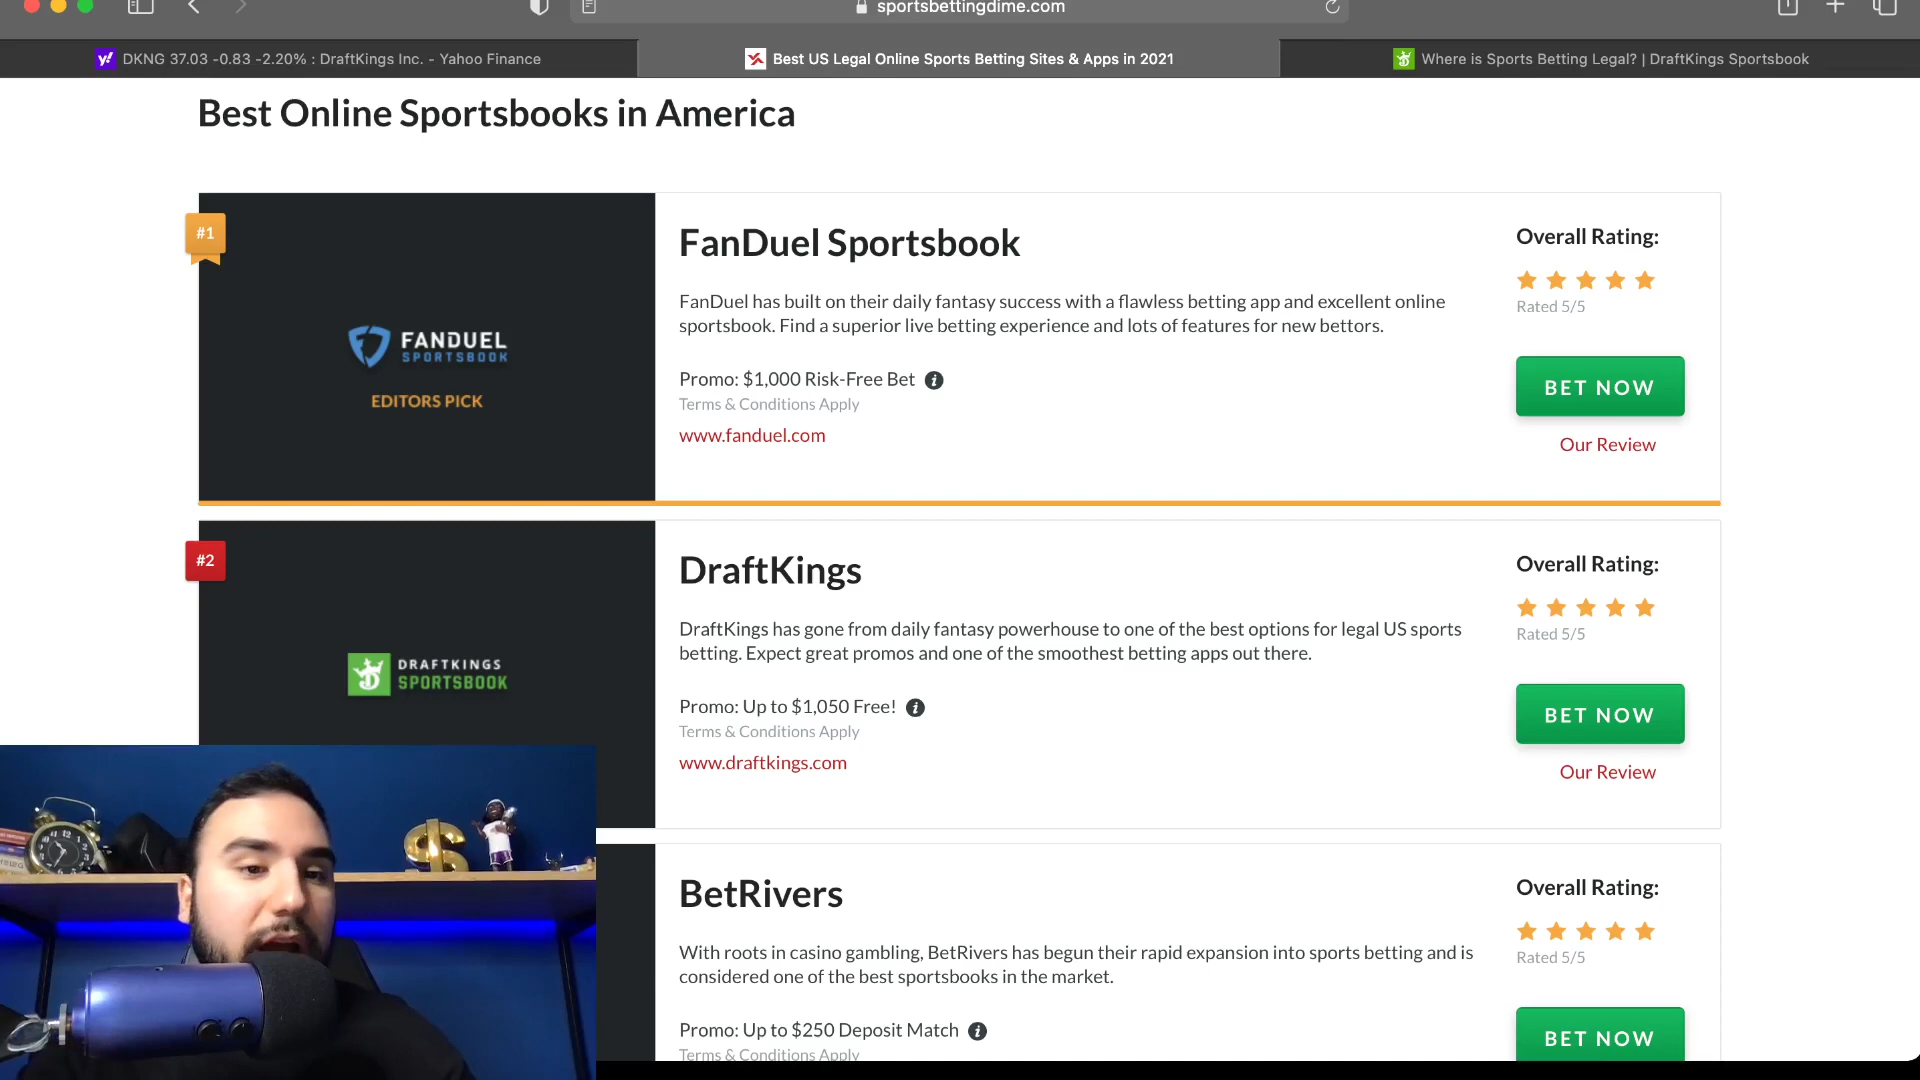 sportsbettingdime.com
DKNG 37.03 -0.83 -2.20% : DraftKings Inc. - Yahoo Finance
Best US Legal Online Sports Betting Sites & Apps in 2021
Where is Sports Betting Legal? | DraftKings Sportsbook
Best Online Sportsbooks in America
#1
FANDUEL
SPORTSBOOK
EDITORS PICK
FanDuel Sportsbook
FanDuel has built on their daily fantasy success with a flawless betting app and excellent online
sportsbook. Find a superior live betting experience and lots of features for new bettors.
Promo: $1,000 Risk-Free Bet
Terms & Conditions Apply
www.fanduel.com
Overall Rating:
Rated 5/5
BET NOW
Our Review
#2
DRAFTKINGS
SPORTSBOOK
DraftKings
DraftKings has gone from daily fantasy powerhouse to one of the best options for legal US sports
betting. Expect great promos and one of the smoothest betting apps out there.
Promo: Up to $1,050 Free!
Terms & Conditions Apply
www.draftkings.com
Overall Rating:
Rated 5/5
BET NOW
Our Review
BetRivers
With roots in casino gambling, BetRivers has begun their rapid expansion into sports betting and is
considered one of the best sportsbooks in the market.
Promo: Up to $250 Deposit Match
Terms & Conditions Apply
Overall Rating:
Rated 5/5
BET NOW